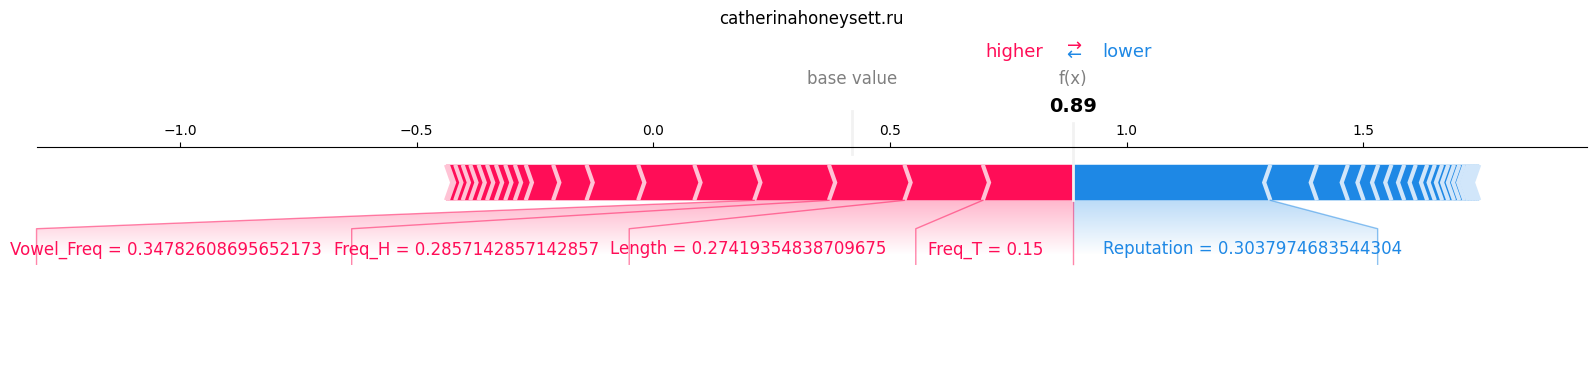 catherinahoneysett.ru
higher ⇄ lower
base value f(x)
0.89
−1.0 −0.5 0.0 0.5 1.0 1.5
Vowel_Freq = 0.34782608695652173 Freq_H = 0.2857142857142857 Length = 0.27419354838709675 Freq_T = 0.15 Reputation = 0.3037974683544304